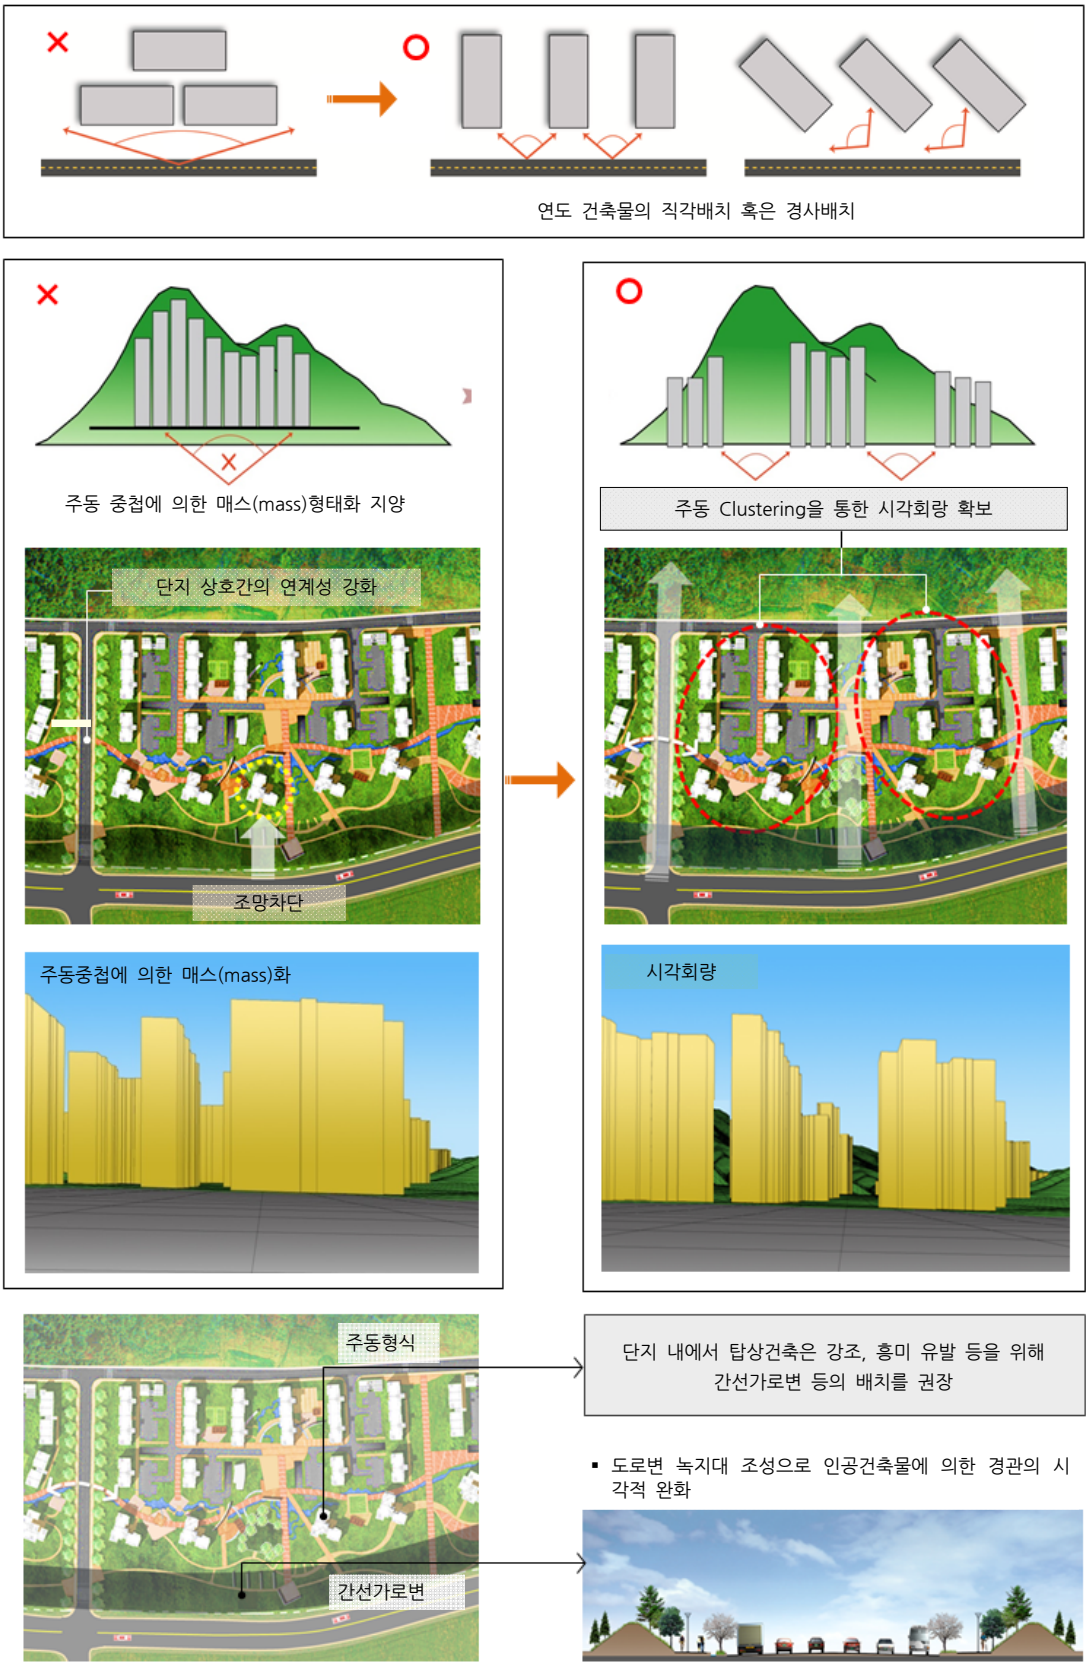 연도 건축물의 직각배치 혹은 경사배치
주동 중첩에 의한 매스(mass)형태화 지양
주동 Clustering을 통한 시각회랑 확보
단지 상호간의 연계성 강화
조망차단
주동중첩에 의한 매스(mass)화
시각회량
주동형식
단지 내에서 탑상건축은 강조, 흥미 유발 등을 위해
간선가로변 등의 배치를 권장
▪ 도로변 녹지대 조성으로 인공건축물에 의한 경관의 시
각적 완화
간선가로변